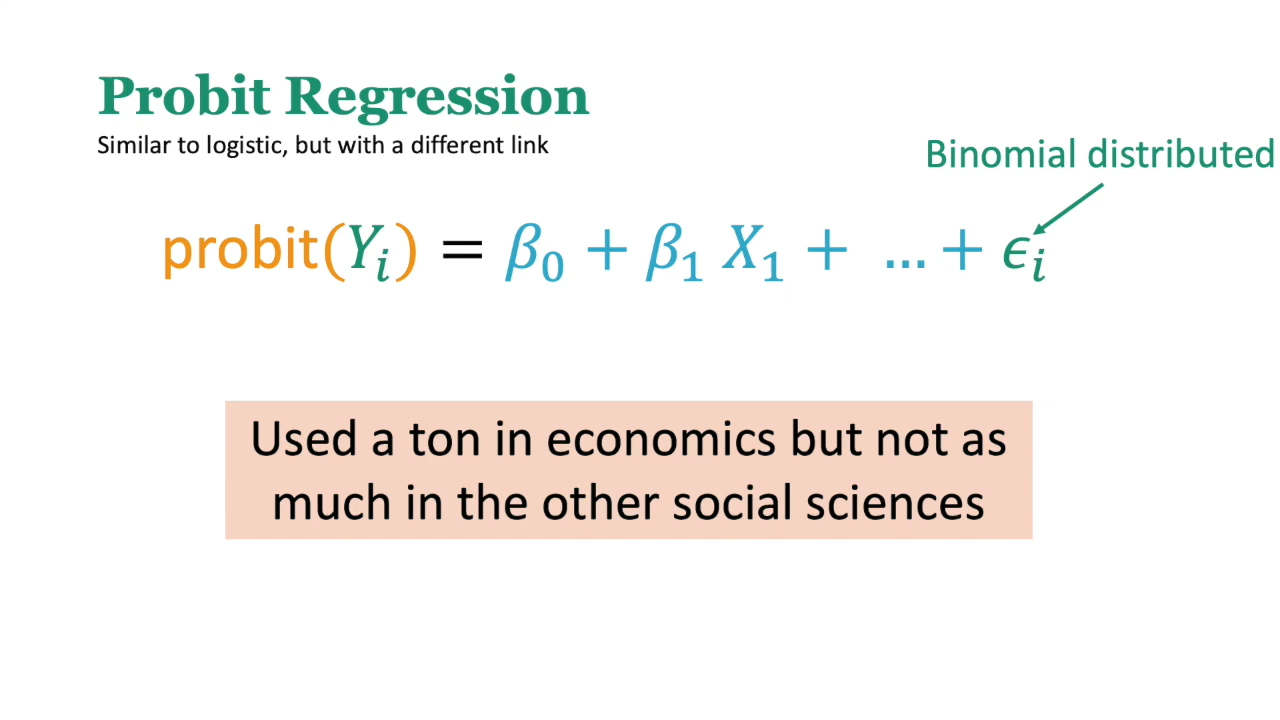 Probit Regression
Similar to logistic, but with a different link
Binomial distributed
probit(Yᵢ) = β₀ + β₁ X₁ + ... + ϵᵢ
Used a ton in economics but not as
much in the other social sciences